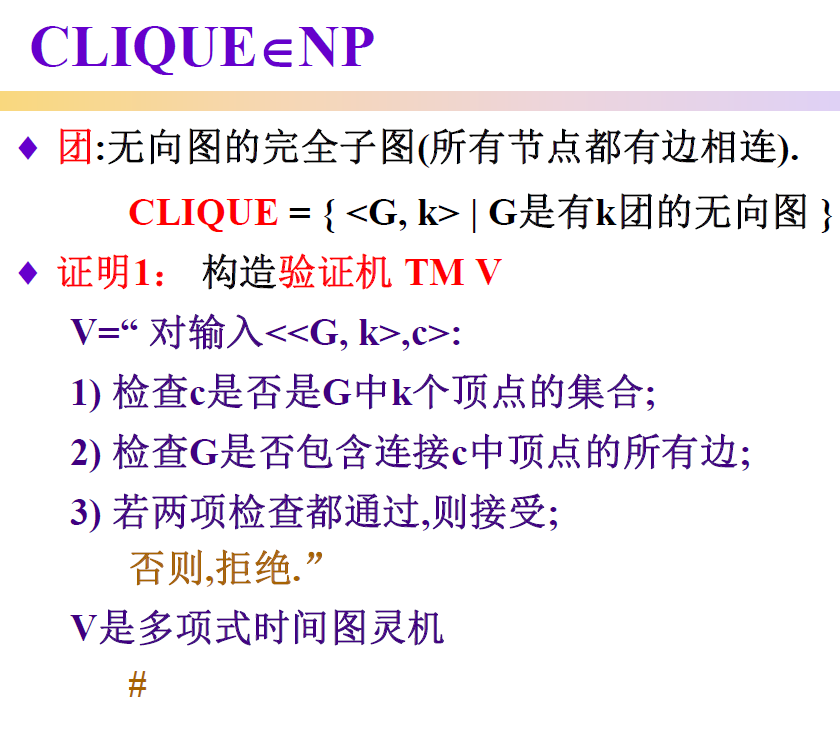 CLIQUE∈NP
♦ 团:无向图的完全子图(所有节点都有边相连).
CLIQUE = { <G, k> | G是有k团的无向图 }
♦ 证明1： 构造验证机 TM V
V=“ 对输入<<G, k>,c>:
1) 检查c是否是G中k个顶点的集合;
2) 检查G是否包含连接c中顶点的所有边;
3) 若两项检查都通过,则接受;
否则,拒绝.”
V是多项式时间图灵机
#